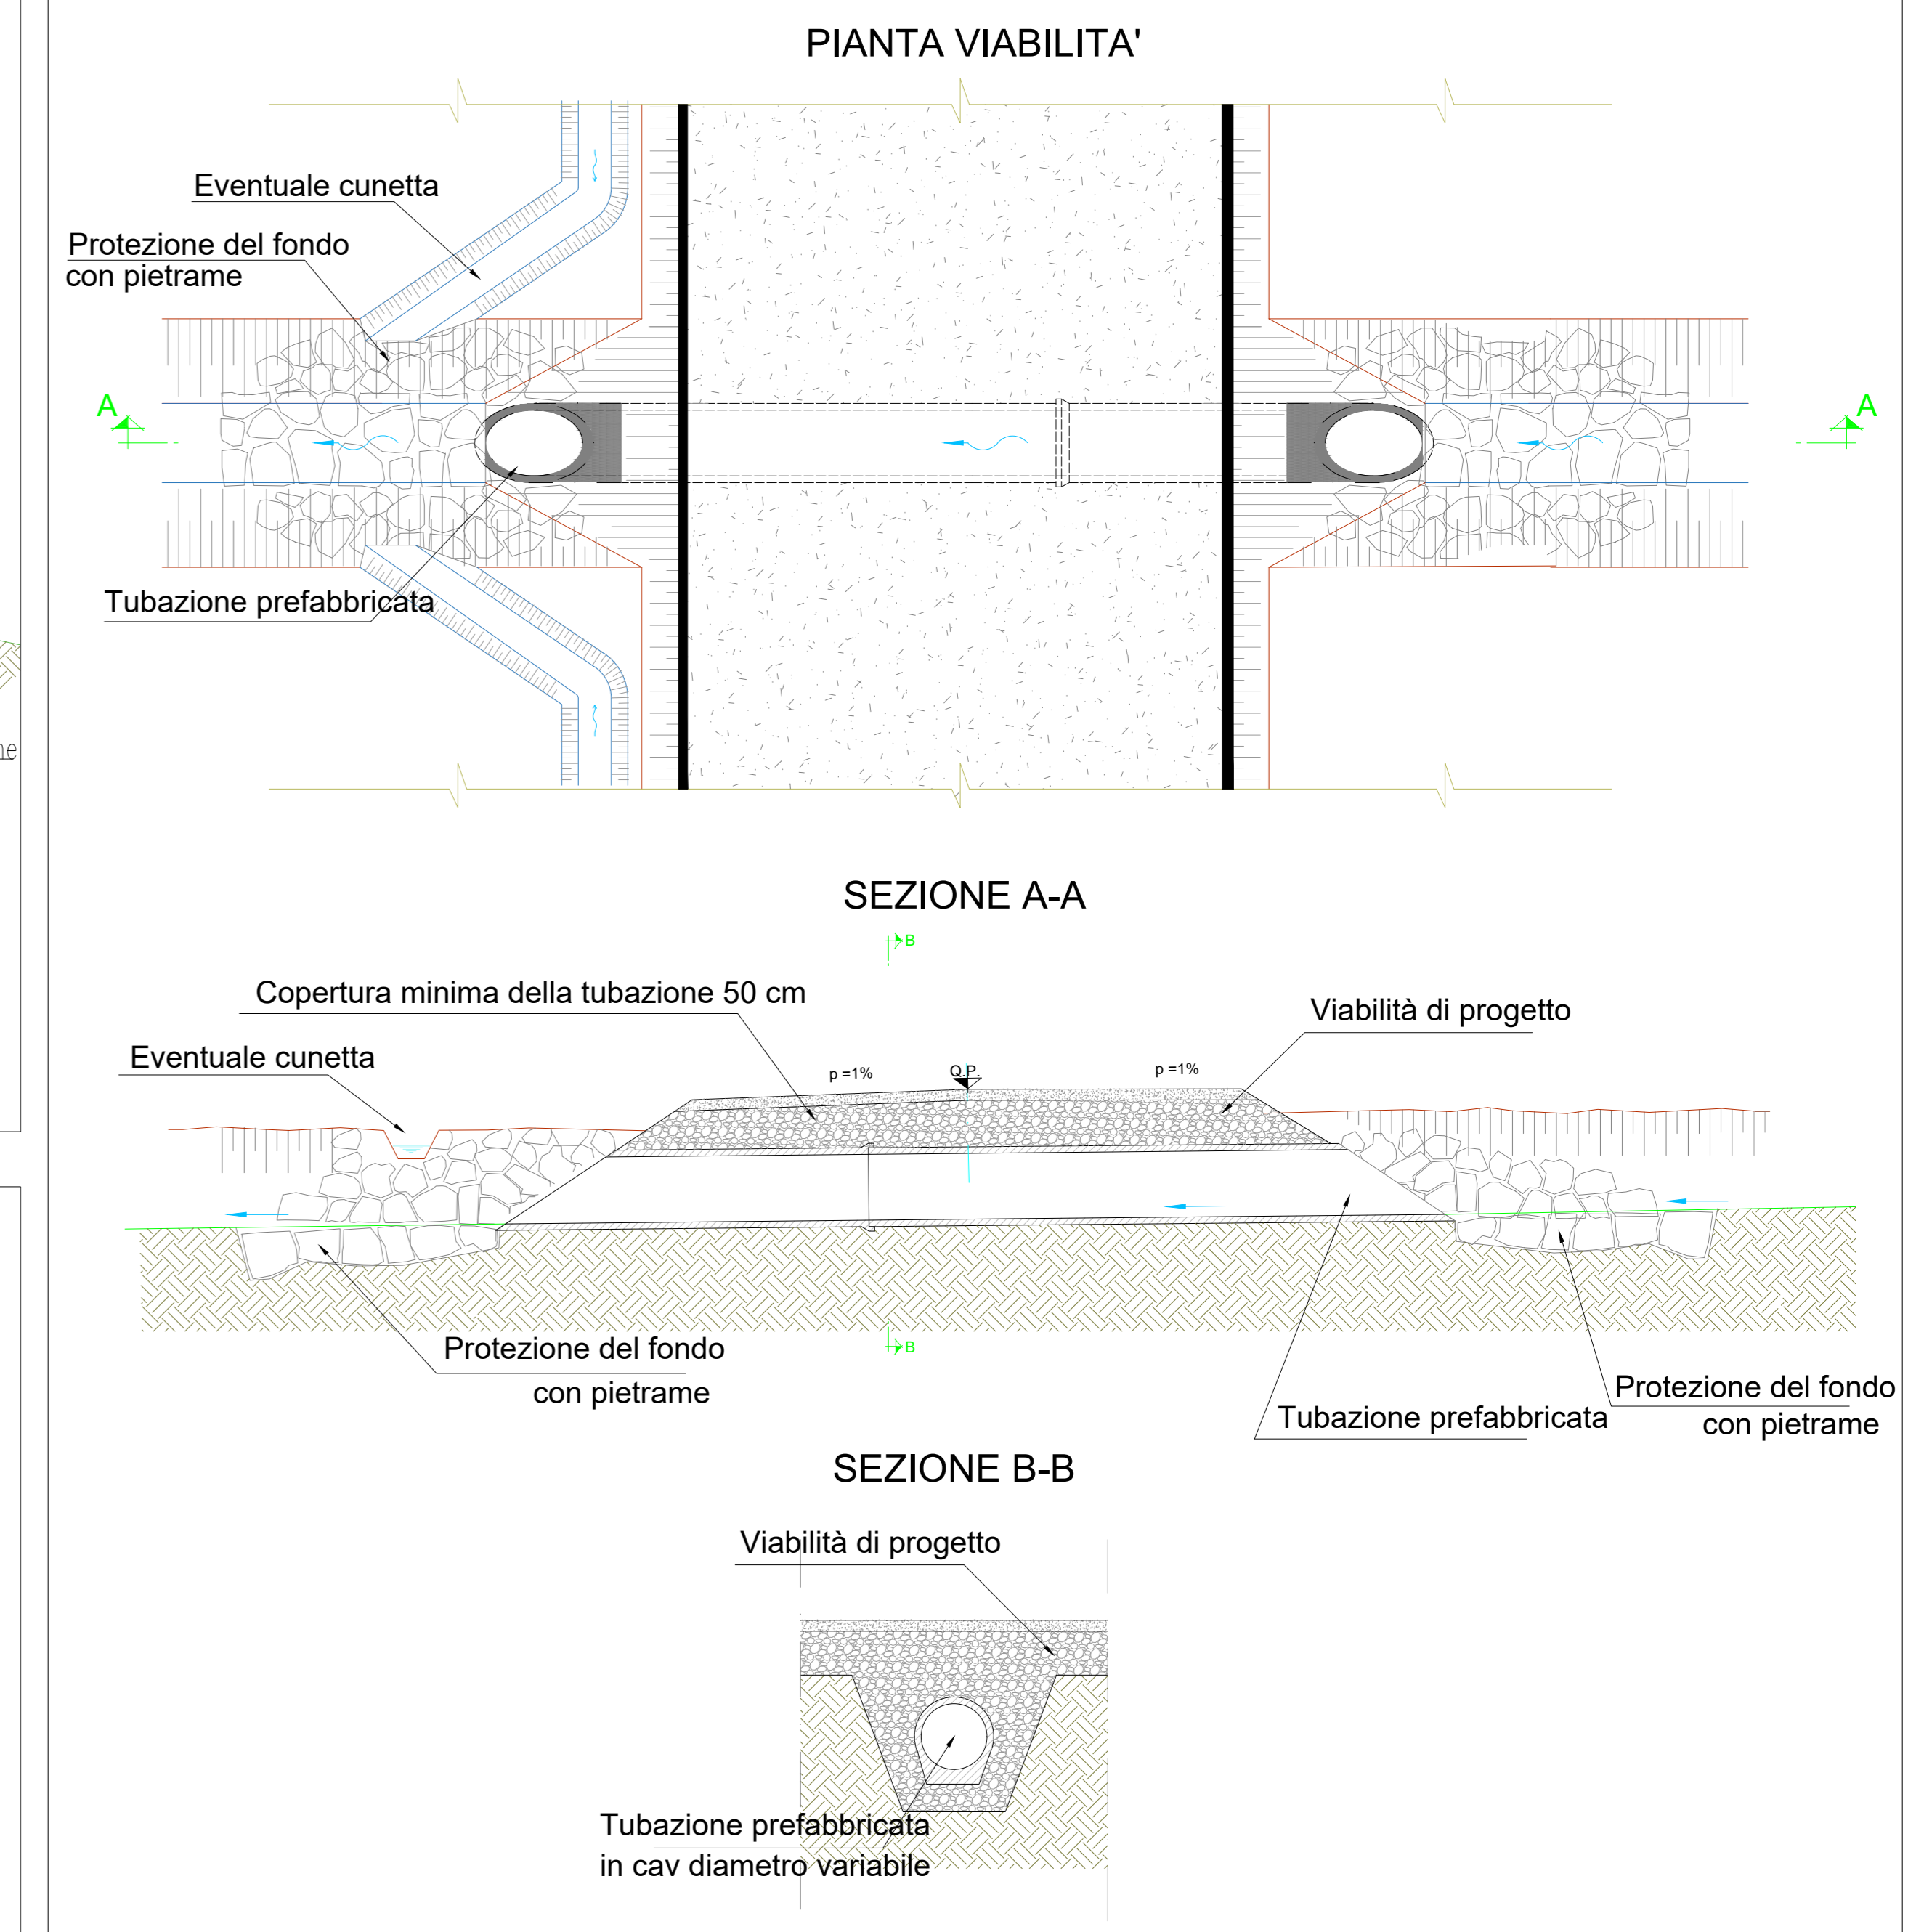 PIANTA VIABILITA'
Eventuale cunetta
Protezione del fondo
con pietrame
A
A
Tubazione prefabbricata
SEZIONE A-A
B
Copertura minima della tubazione 50 cm
Viabilità di progetto
Eventuale cunetta
p =1%
Q.P.
p =1%
B
Protezione del fondo
con pietrame
Protezione del fondo
con pietrame
Tubazione prefabbricata
SEZIONE B-B
Viabilità di progetto
Tubazione prefabbricata
in cav diametro variabile